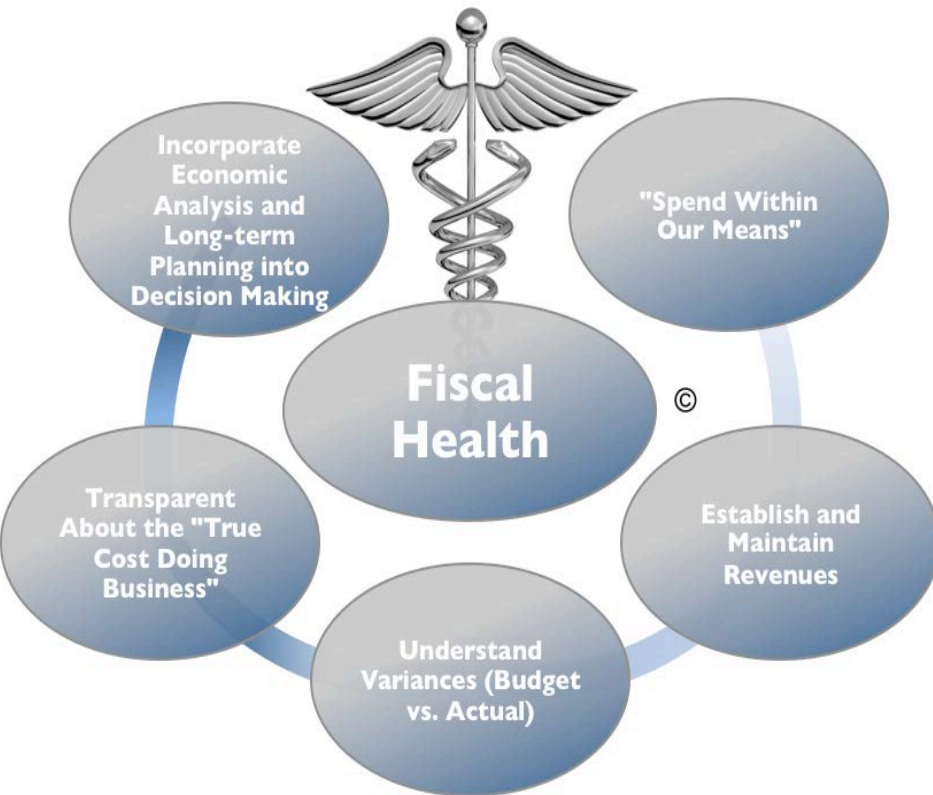 Incorporate
Economic
Analysis and
Long-term
Planning into
Decision Making
"Spend Within
Our Means"
Fiscal
Health
©
Transparent
About the "True
Cost Doing
Business"
Establish and
Maintain
Revenues
Understand
Variances (Budget
vs. Actual)